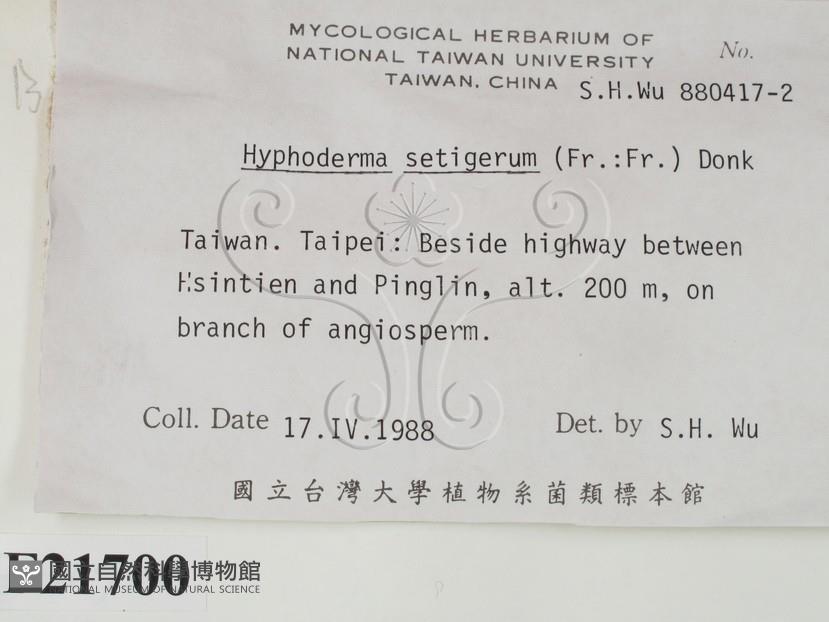 MYCOLOGICAL HERBARIUM OF
NATIONAL TAIWAN UNIVERSITY
TAIWAN, CHINA
No.
S.H.Wu 880417-2
Hyphoderma setigerum (Fr.:Fr.) Donk
Taiwan. Taipei: Beside highway between
Hsintien and Pinglin, alt. 200 m, on
branch of angiosperm.
Coll. Date 17.IV.1988
Det. by S.H. Wu
國立台灣大學植物系菌類標本館
E21700
國立自然科學博物館
NATIONAL MUSEUM OF NATURAL SCIENCE